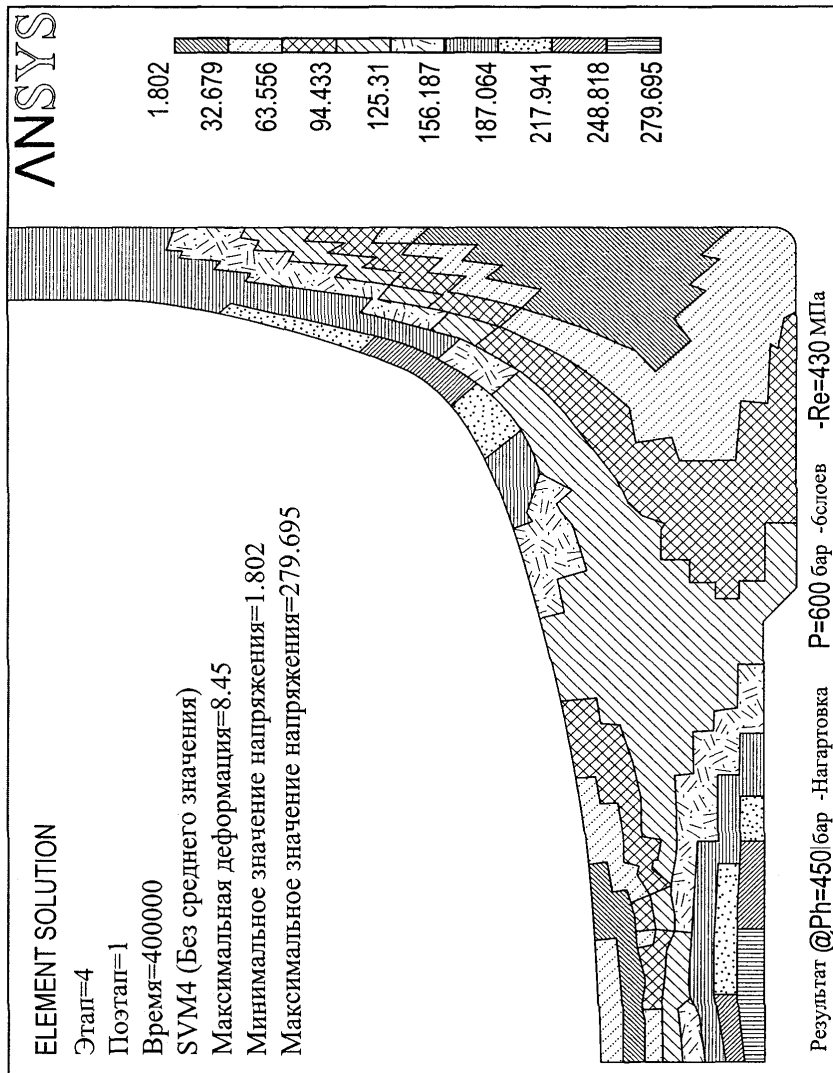 ANSYS
ELEMENT SOLUTION
Этап=4
Поэтап=1
Время=400000
SVM4 (Без среднего значения)
Максимальная деформация=8.45
Минимальное значение напряжения=1.802
Максимальное значение напряжения=279.695
1.802
32.679
63.556
94.433
125.31
156.187
187.064
217.941
248.818
279.695
Результат @Ph=450 бар -Нагартовка P=600 бар -6слоев -Re=430 МПа